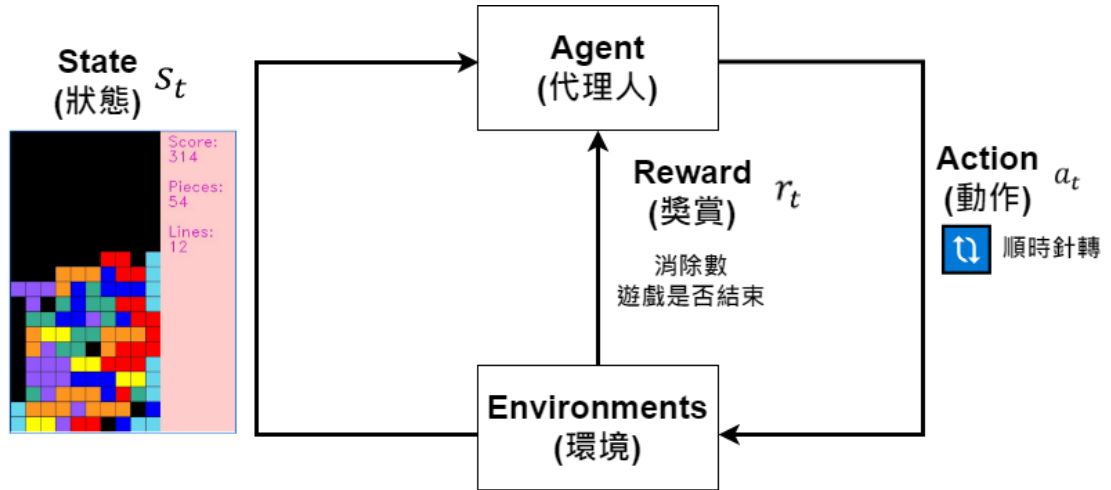 State
(狀態)
S_t
Score:
314
Pieces:
54
Lines:
12
Agent
(代理人)
Reward
(獎賞)
r_t
消除數
遊戲是否結束
Action
(動作)
a_t
順時針轉
Environments
(環境)